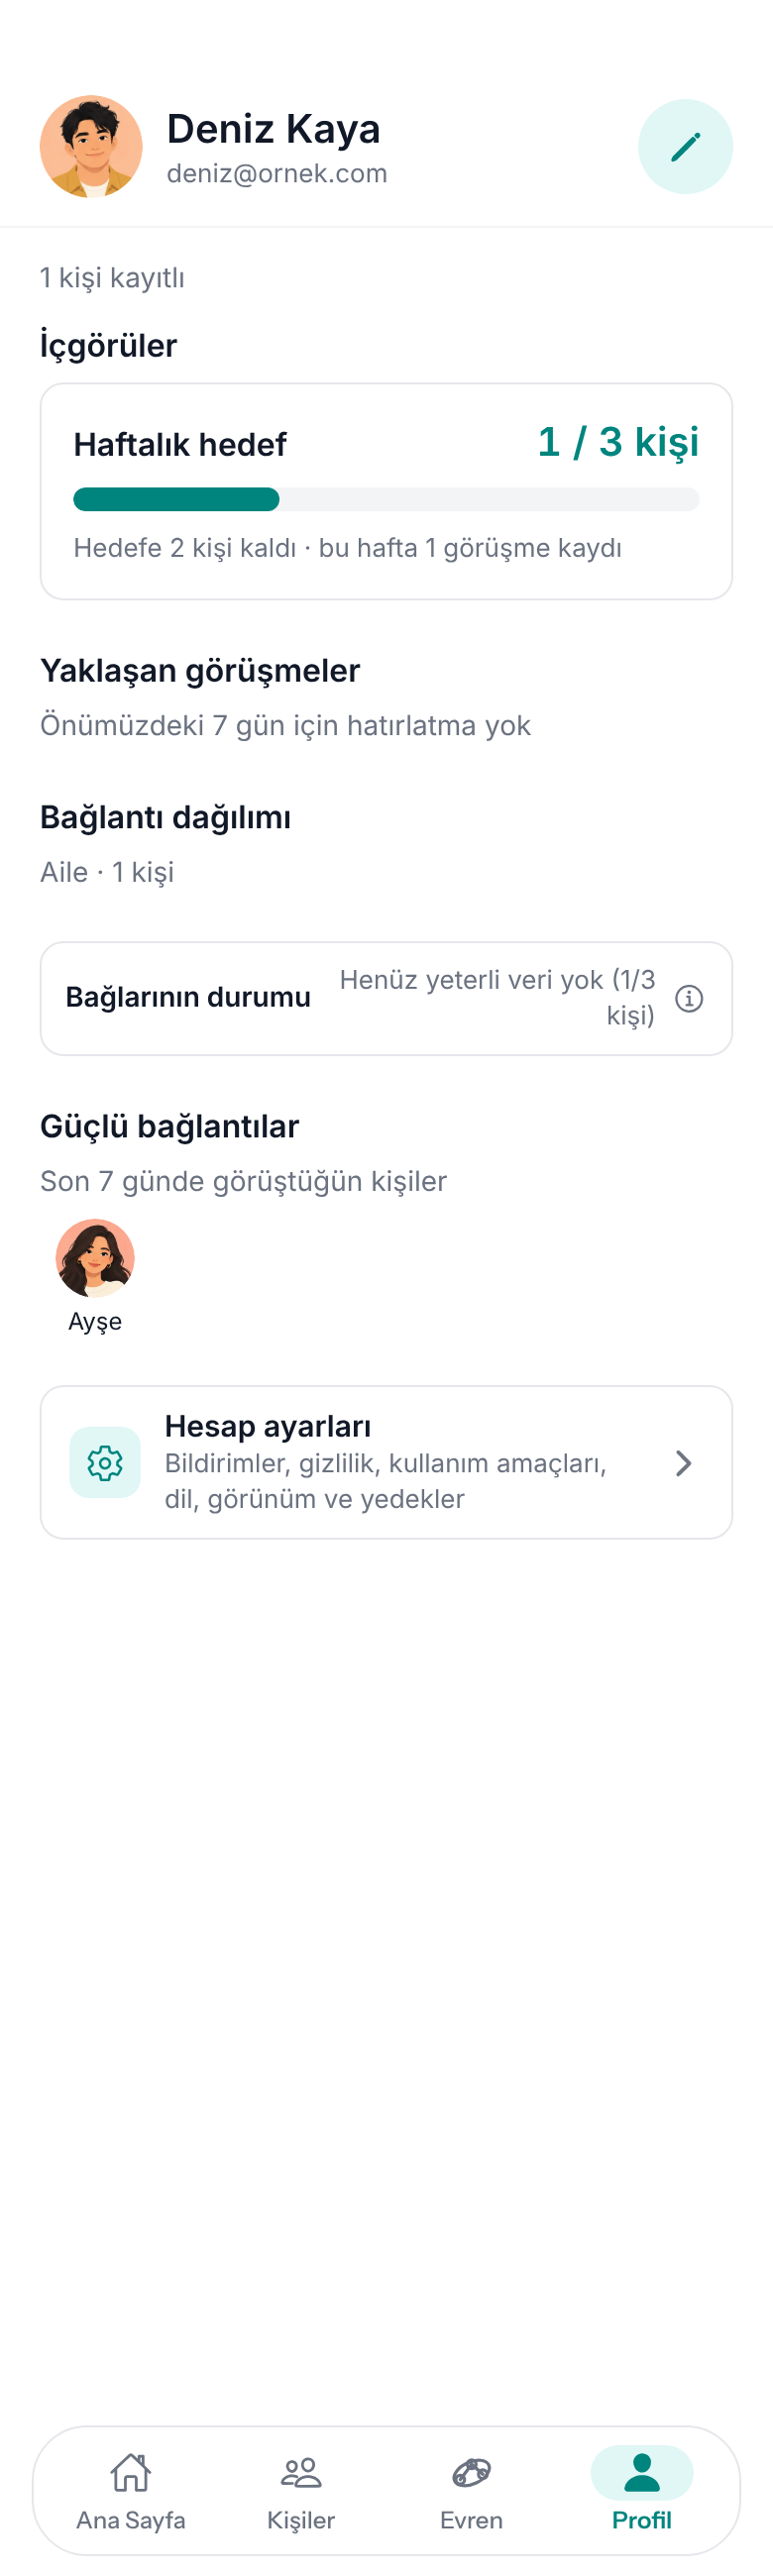 Deniz Kaya
deniz@ornek.com
1 kişi kayıtlı
İçgörüler
Haftalık hedef
1 / 3 kişi
Hedefe 2 kişi kaldı · bu hafta 1 görüşme kaydı
Yaklaşan görüşmeler
Önümüzdeki 7 gün için hatırlatma yok
Bağlantı dağılımı
Aile · 1 kişi
Bağlarının durumu
Henüz yeterli veri yok (1/3
kişi)
Güçlü bağlantılar
Son 7 günde görüştüğün kişiler
Ayşe
Hesap ayarları
Bildirimler, gizlilik, kullanım amaçları,
dil, görünüm ve yedekler
Ana Sayfa
Kişiler
Evren
Profil